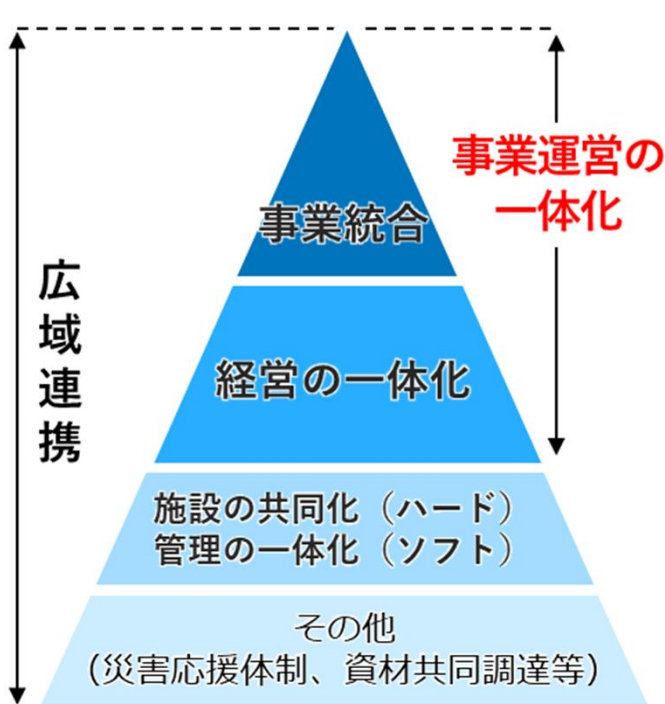 事業運営の
一体化
事業統合
広域連携
経営の一体化
施設の共同化（ハード）
管理の一体化（ソフト）
その他
（災害応援体制、資材共同調達等）